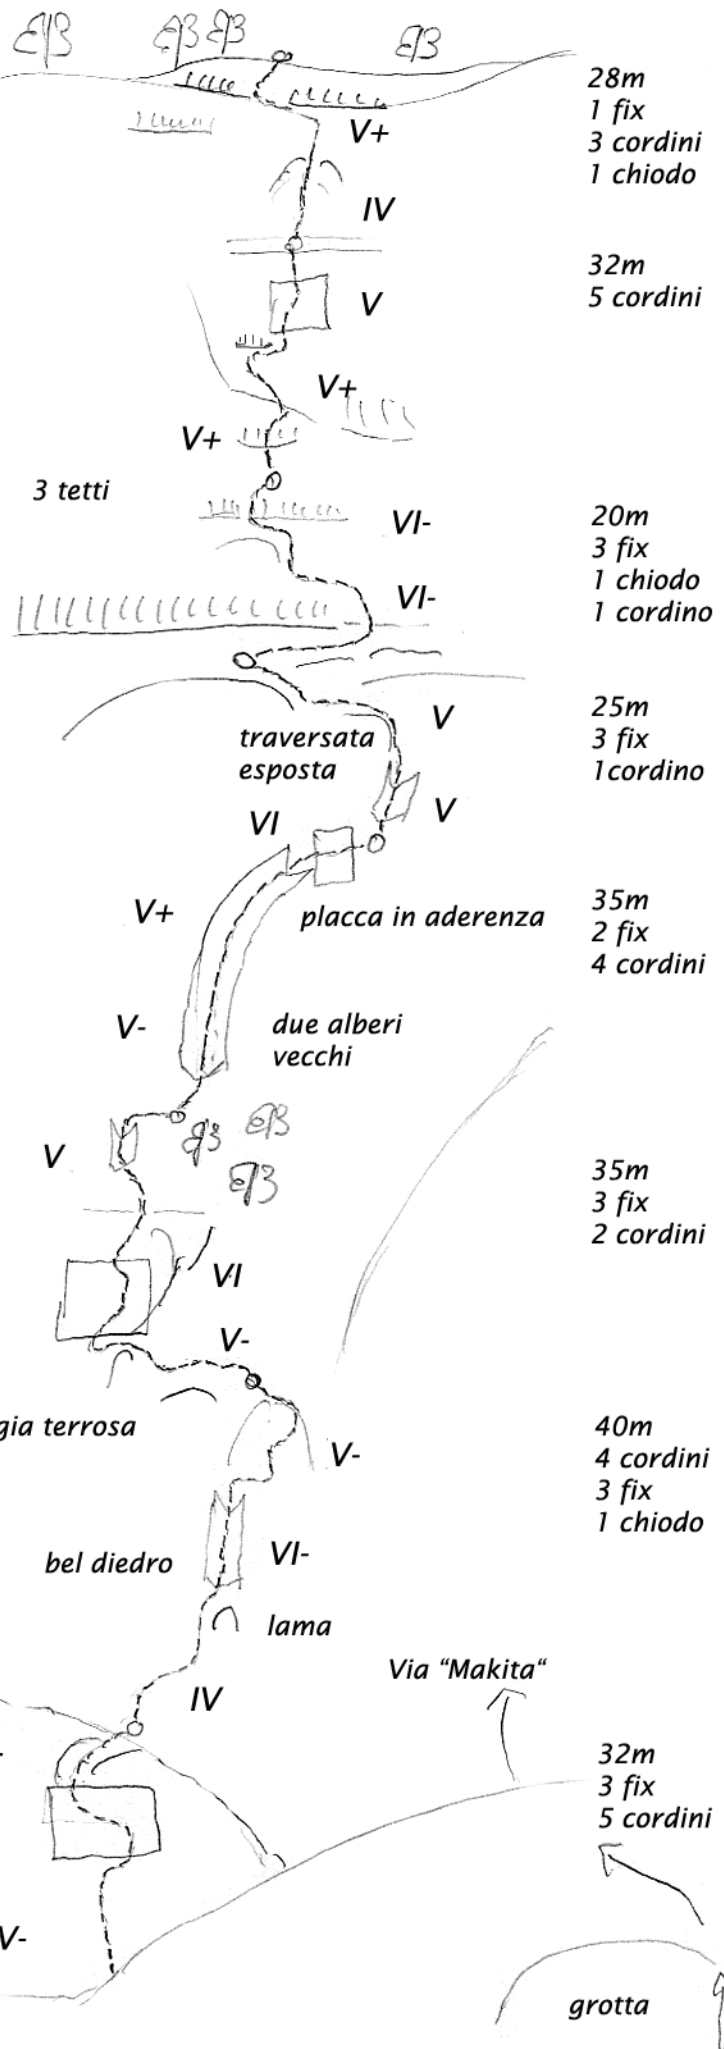 28m
1 fix
V+
3 cordini
1 chiodo
IV
32m
5 cordini
V
V+
V+
3 tetti
20m
VI-
3 fix
1 chiodo
VI-
1 cordino
25m
V
traversata
3 fix
esposta
1cordino
V
VI
35m
V+
placca in aderenza
2 fix
4 cordini
V-
due alberi
vecchi
V
35m
3 fix
2 cordini
VI
V-
gia terrosa
40m
V-
4 cordini
3 fix
1 chiodo
bel diedro
VI-
lama
Via “Makita“
IV
32m
3 fix
5 cordini
V-
grotta